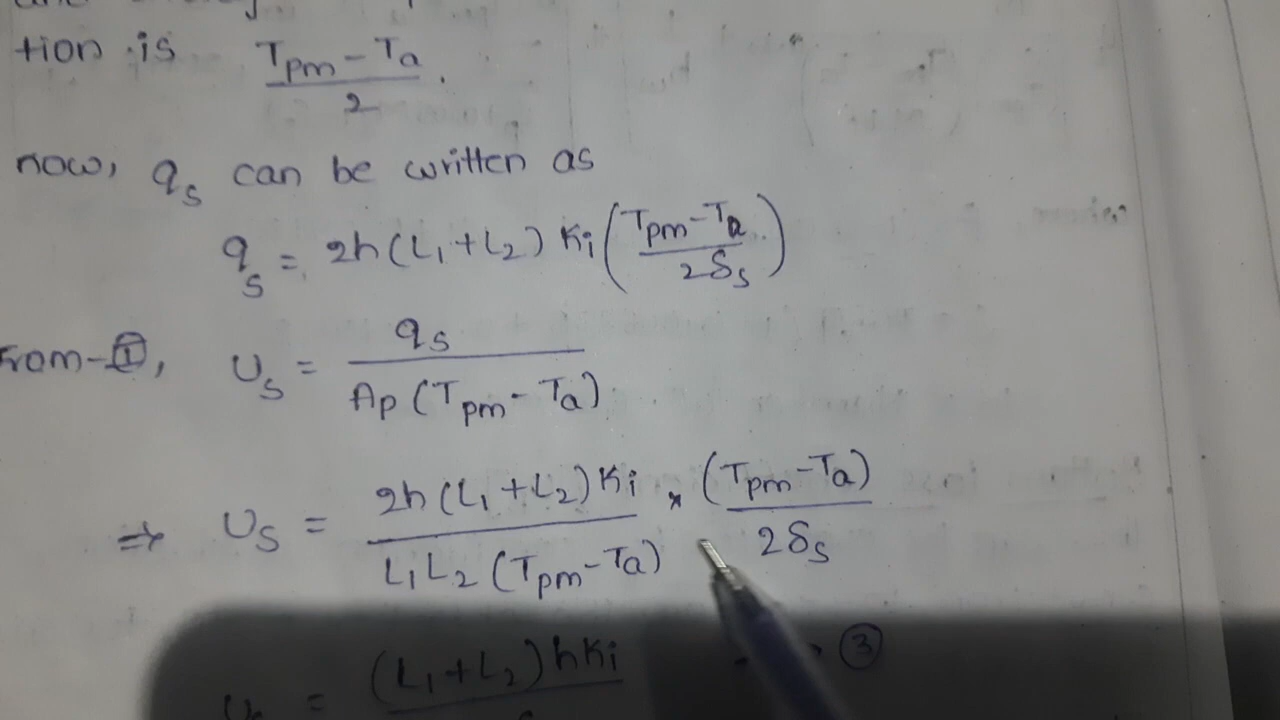 tion is (Tpm - Ta)/2 .
now, qs can be written as
qs = 2h(L1+L2) Ki ((Tpm - Ta)/(2δs))
From-①, Us = qs/(Ap(Tpm - Ta))
⇒ Us = (2h(L1+L2)Ki)/(L1L2(Tpm - Ta)) × (Tpm - Ta)/(2δs)
= (L1+L2)hKi ③